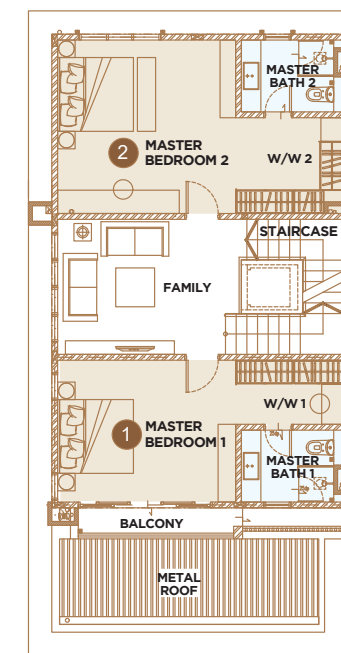 MASTER
BATH 2
2
MASTER
BEDROOM 2
W/W 2
STAIRCASE
FAMILY
W/W 1
1
MASTER
BEDROOM 1
MASTER
BATH 1
BALCONY
METAL
ROOF